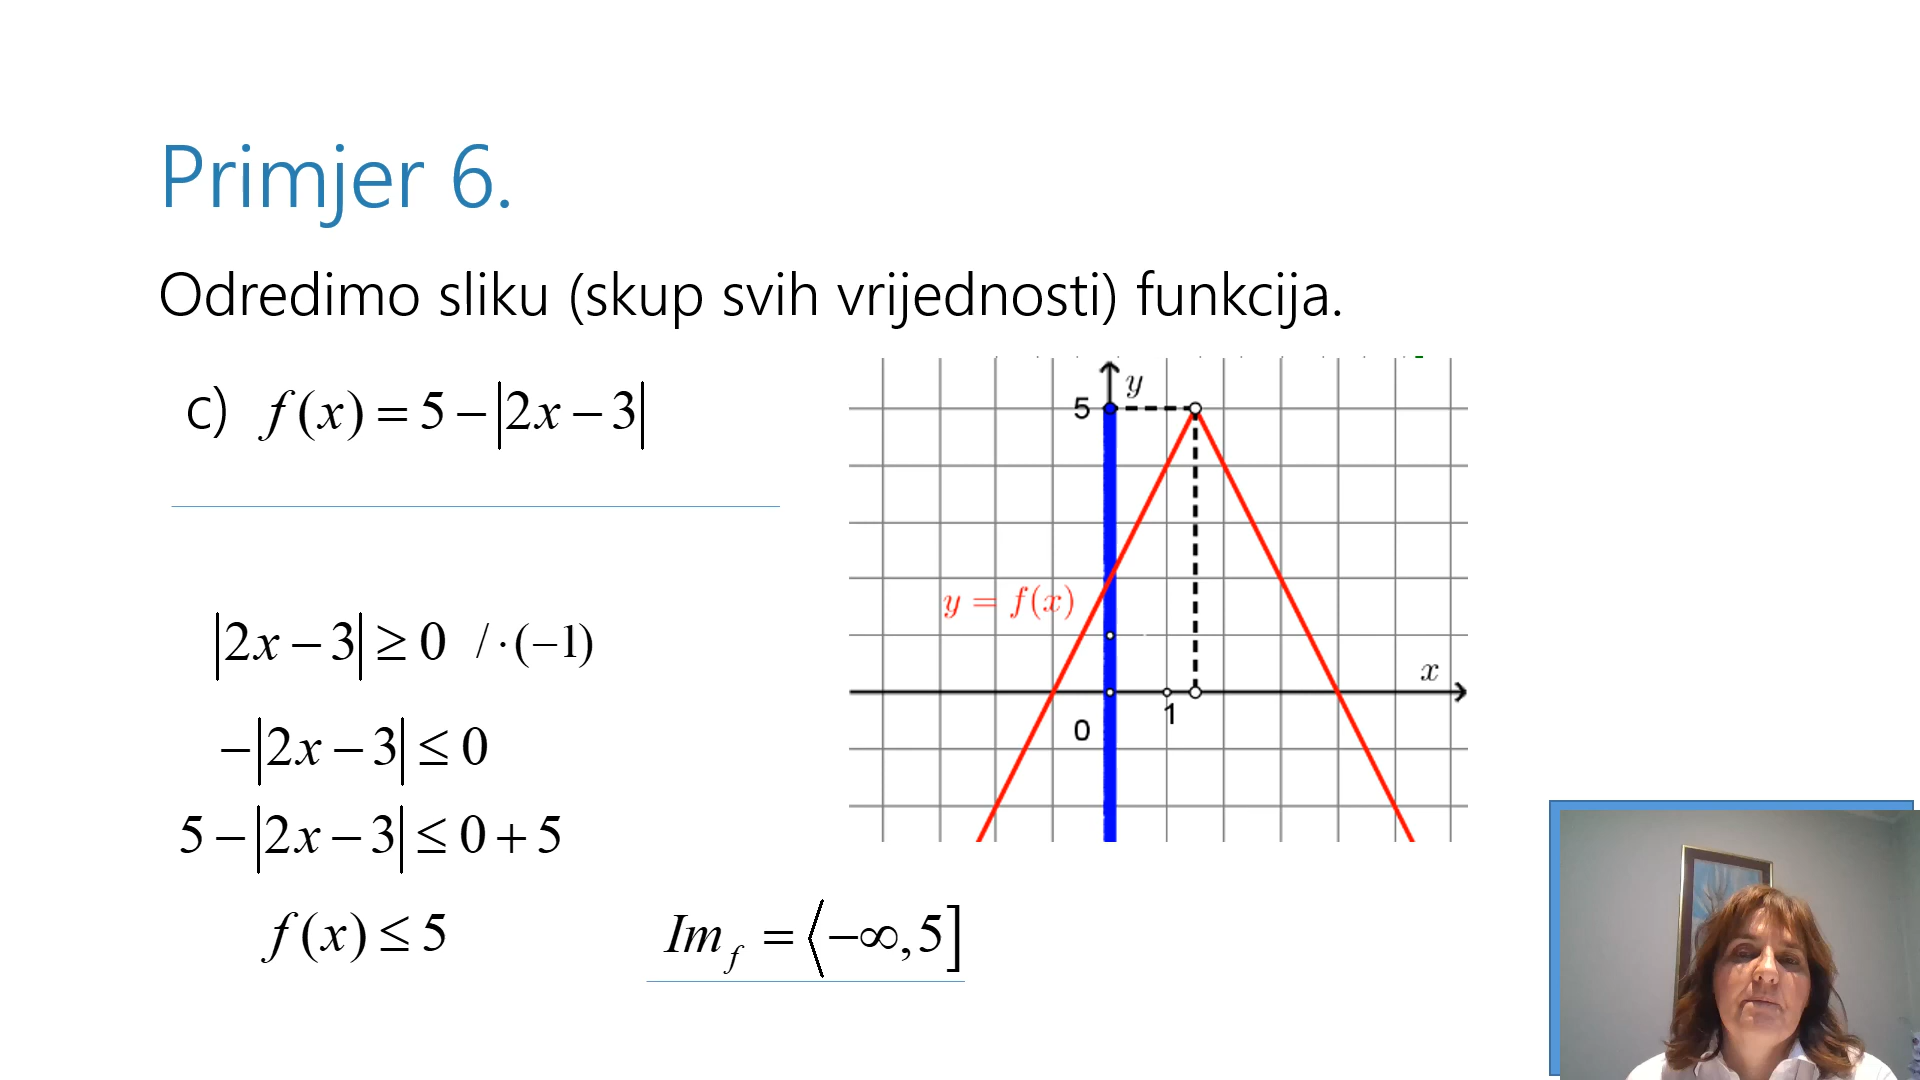 Primjer 6.
Odredimo sliku (skup svih vrijednosti) funkcija.
c) f(x) = 5 − |2x − 3|
|2x − 3| ≥ 0 / · (−1)
−|2x − 3| ≤ 0
5 − |2x − 3| ≤ 0 + 5
f(x) ≤ 5
Im_f = ⟨−∞, 5]
y
5
y = f(x)
x
1
0